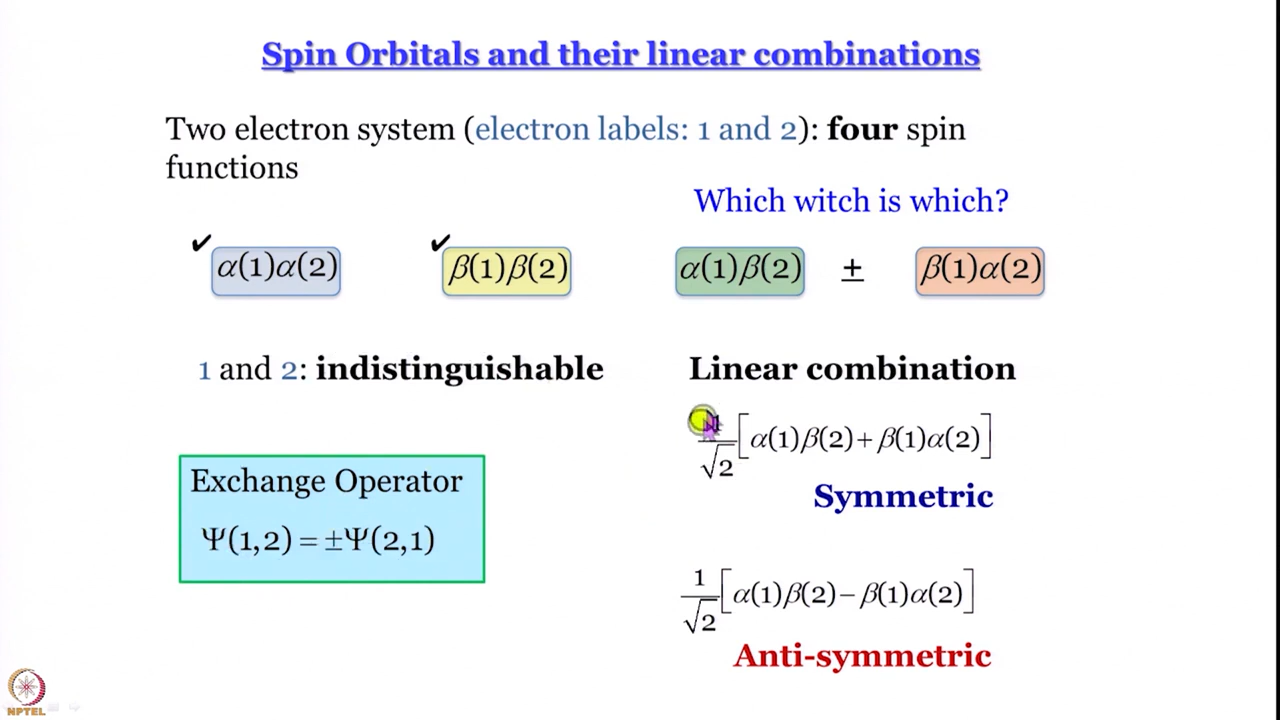 Spin Orbitals and their linear combinations
Two electron system (electron labels: 1 and 2): four spin
functions
Which witch is which?
✔ α(1)α(2) ✔ β(1)β(2) α(1)β(2) ± β(1)α(2)
1 and 2: indistinguishable
Linear combination
/√2 [α(1)β(2)+β(1)α(2)]
Symmetric
Exchange Operator
Ψ(1,2) = ±Ψ(2,1)
1/√2 [α(1)β(2)−β(1)α(2)]
Anti-symmetric
NPTEL